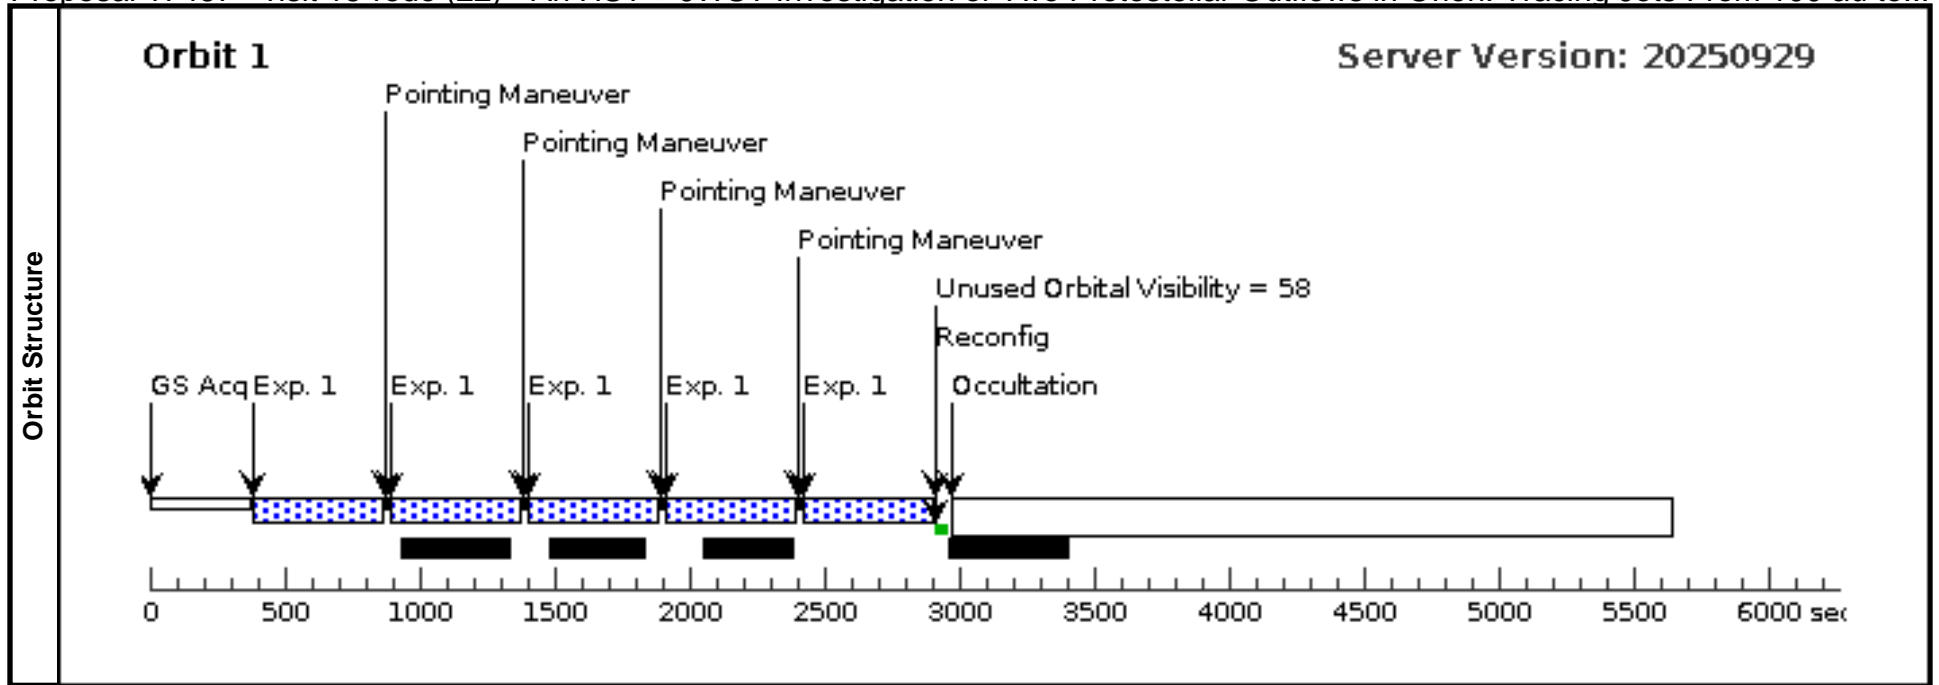 Orbit 1
Server Version: 20250929
Pointing Maneuver
Pointing Maneuver
Pointing Maneuver
Pointing Maneuver
Unused Orbital Visibility = 58
Reconfig
GS Acq Exp. 1 Exp. 1 Exp. 1 Exp. 1 Exp. 1 Occultation
Orbit Structure
0 500 1000 1500 2000 2500 3000 3500 4000 4500 5000 5500 6000 sec